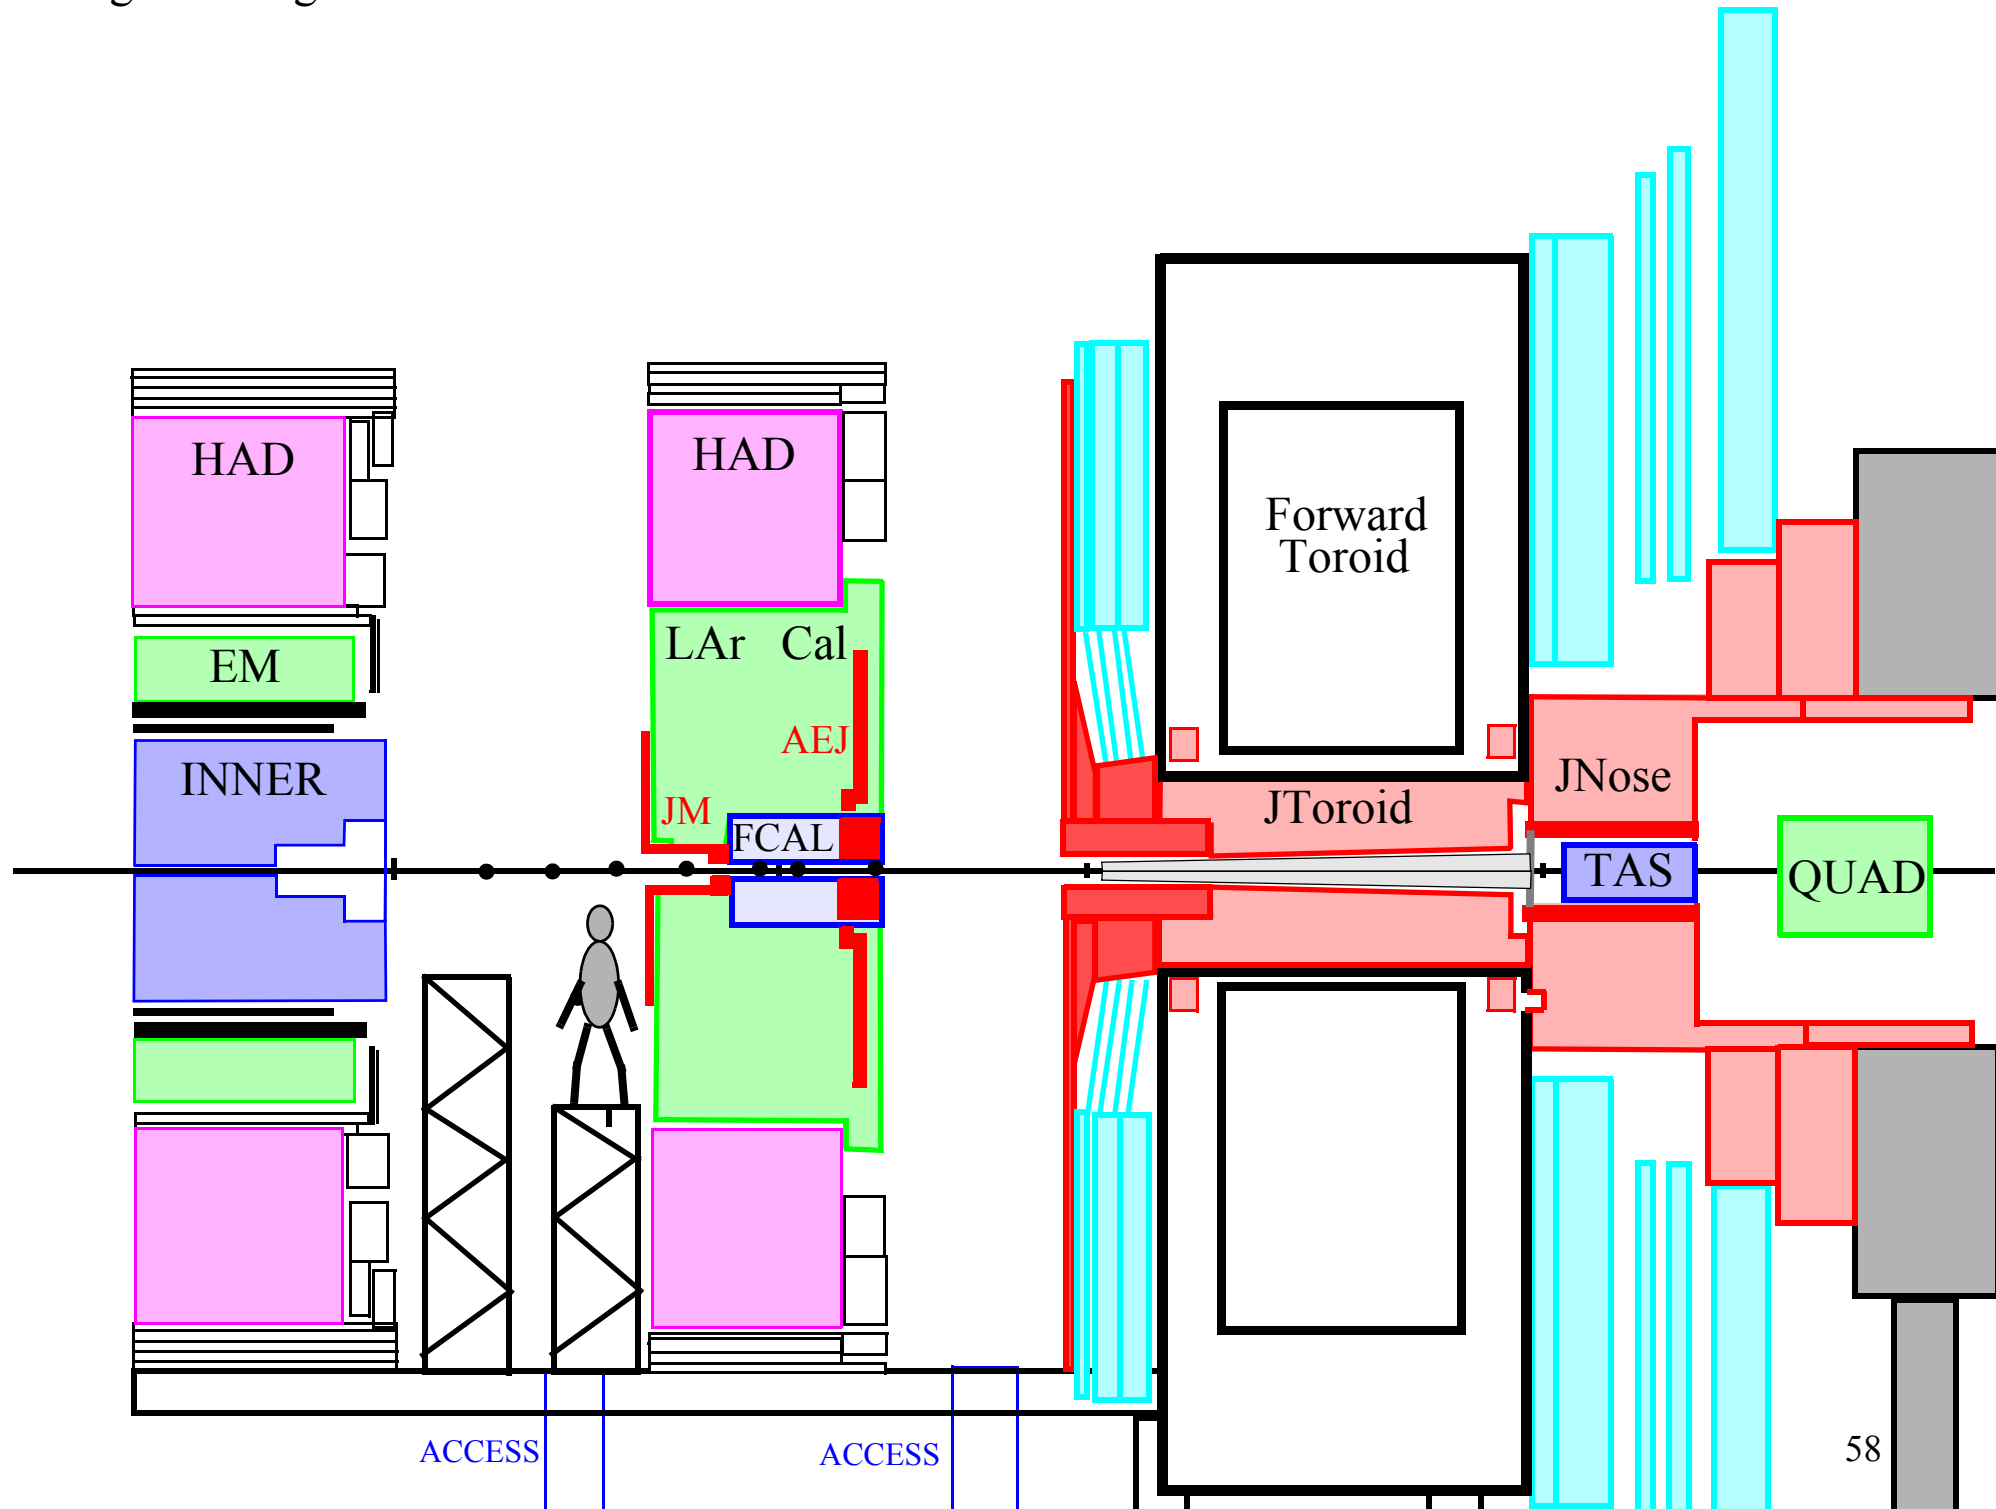 HAD
HAD
Forward
Toroid
LAr Cal
EM
AEJ
INNER
JNose
JM
JToroid
FCAL
TAS
QUAD
ACCESS
ACCESS
58